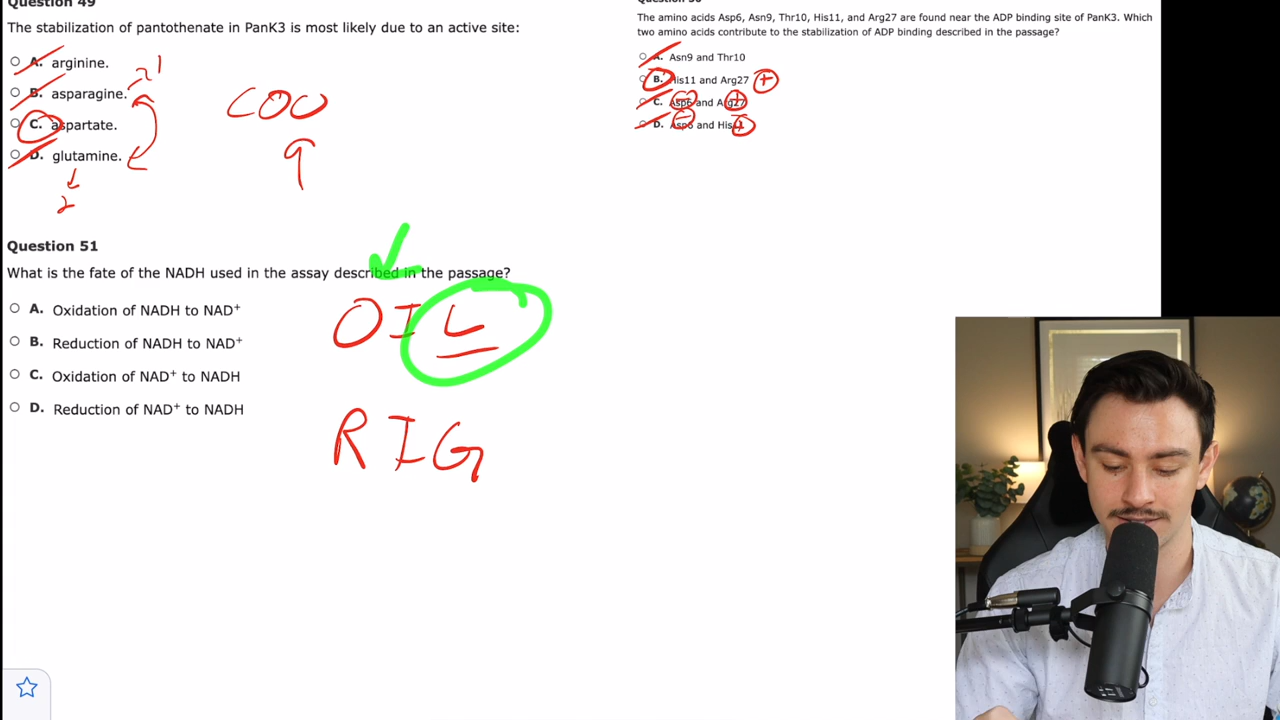 Question 49
The stabilization of pantothenate in PanK3 is most likely due to an active site:
A. arginine.
B. asparagine.
C. aspartate.
D. glutamine.
COO
OIL
RIG
Question 51
What is the fate of the NADH used in the assay described in the passage?
A. Oxidation of NADH to NAD⁺
B. Reduction of NADH to NAD⁺
C. Oxidation of NAD⁺ to NADH
D. Reduction of NAD⁺ to NADH
The amino acids Asp6, Asn9, Thr10, His11, and Arg27 are found near the ADP binding site of PanK3. Which
two amino acids contribute to the stabilization of ADP binding described in the passage?
A. Asn9 and Thr10
B. His11 and Arg27 +
C. Asp6 and Arg27
D. Asp6 and His11